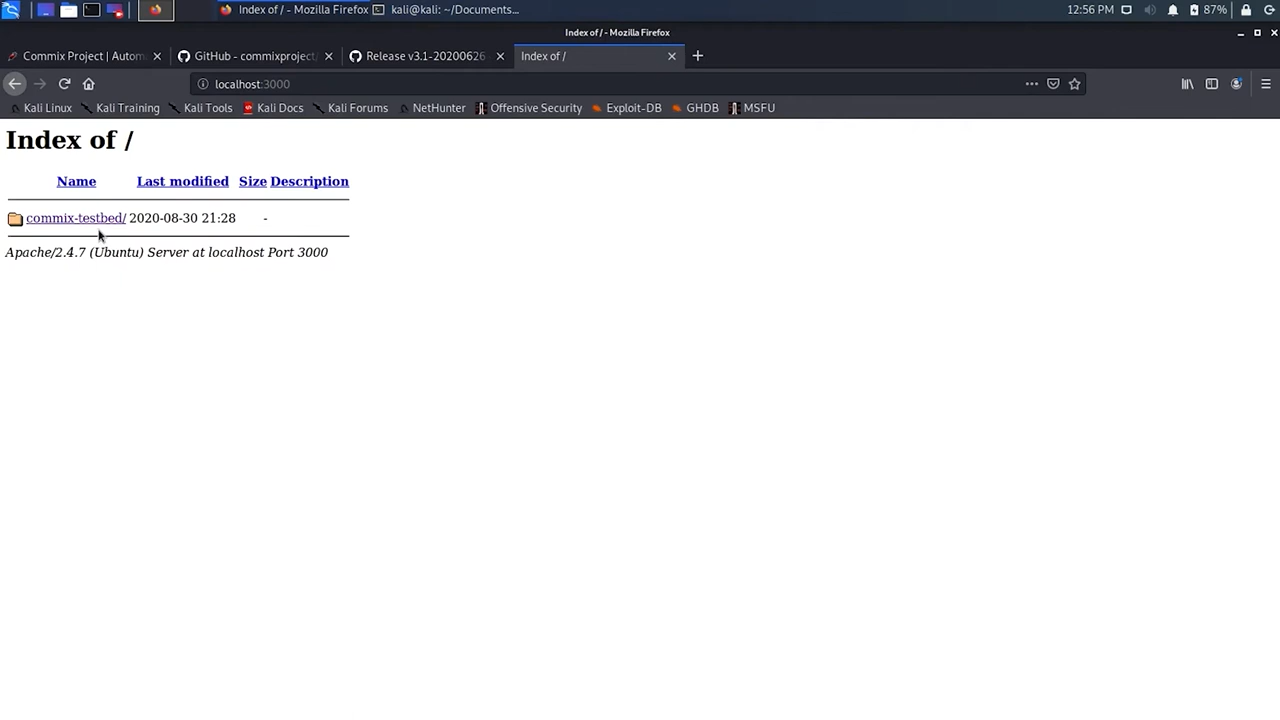 Index of / - Mozilla Firefox
kali@kali: ~/Documents...
12:56 PM
87%
Index of / - Mozilla Firefox
Commix Project | Autom
GitHub - commixproject/
Release v3.1-20200626
Index of /
localhost:3000
Kali Linux
Kali Training
Kali Tools
Kali Docs
Kali Forums
NetHunter
Offensive Security
Exploit-DB
GHDB
MSFU
Index of /
Name Last modified Size Description
commix-testbed/ 2020-08-30 21:28 -
Apache/2.4.7 (Ubuntu) Server at localhost Port 3000